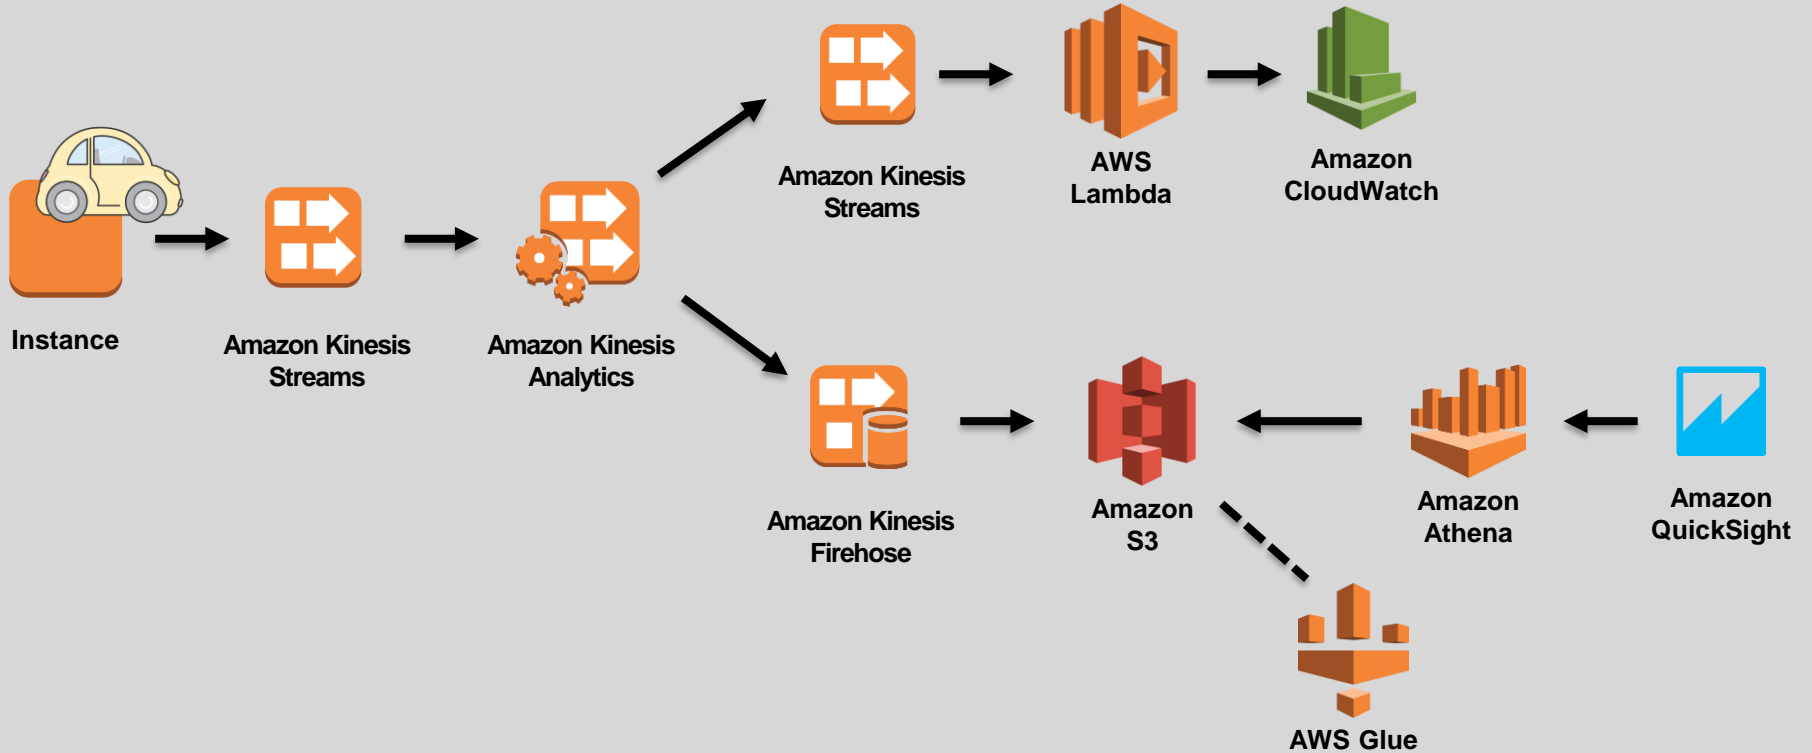 Instance
Amazon Kinesis
Streams
Amazon Kinesis
Analytics
Amazon Kinesis
Streams
AWS
Lambda
Amazon
CloudWatch
Amazon Kinesis
Firehose
Amazon
S3
Amazon
Athena
Amazon
QuickSight
AWS Glue